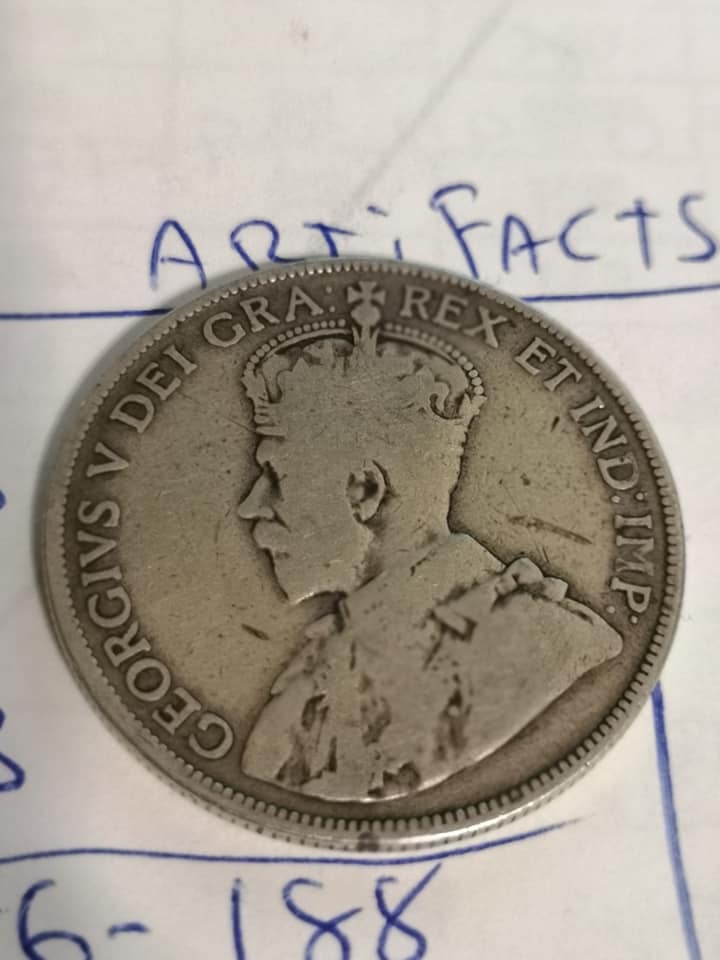 ARTiFACTS
GEORGIVS V DEI GRA: REX ET IND: IMP:
6-188